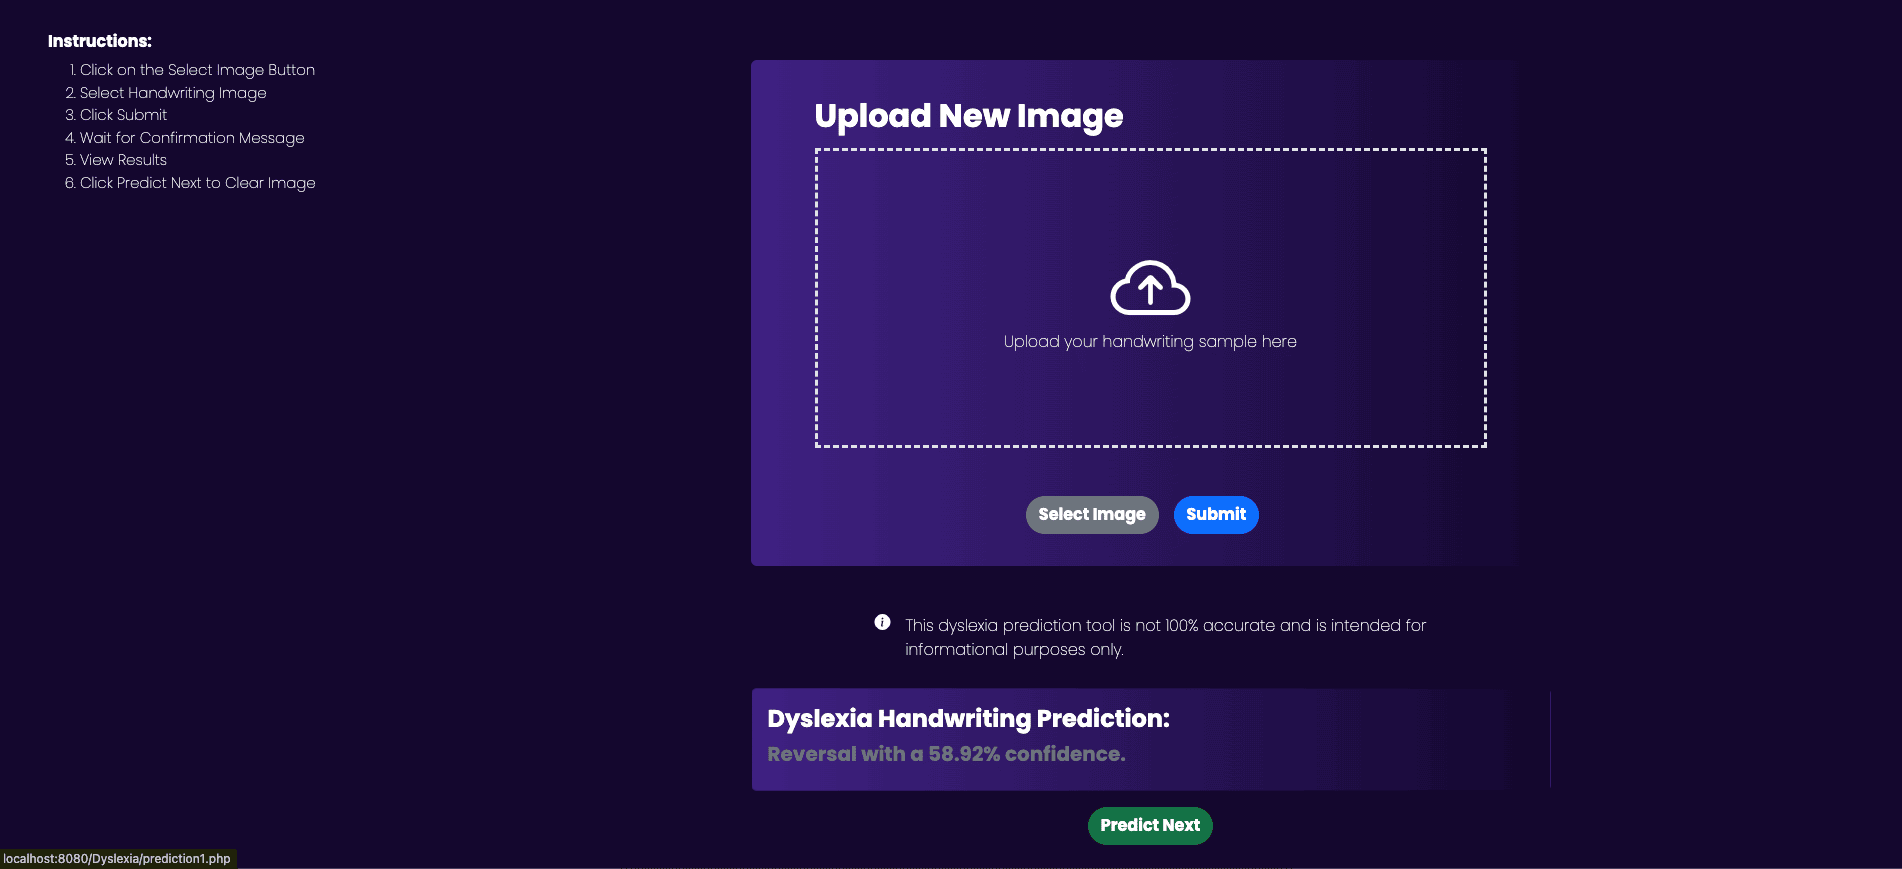 Instructions:
1. Click on the Select Image Button
2. Select Handwriting Image
3. Click Submit
4. Wait for Confirmation Message
5. View Results
6. Click Predict Next to Clear Image
Upload New Image
Upload your handwriting sample here
Select Image
Submit
i
This dyslexia prediction tool is not 100% accurate and is intended for
informational purposes only.
Dyslexia Handwriting Prediction:
Reversal with a 58.92% confidence.
Predict Next
localhost:8080/Dyslexia/prediction1.php